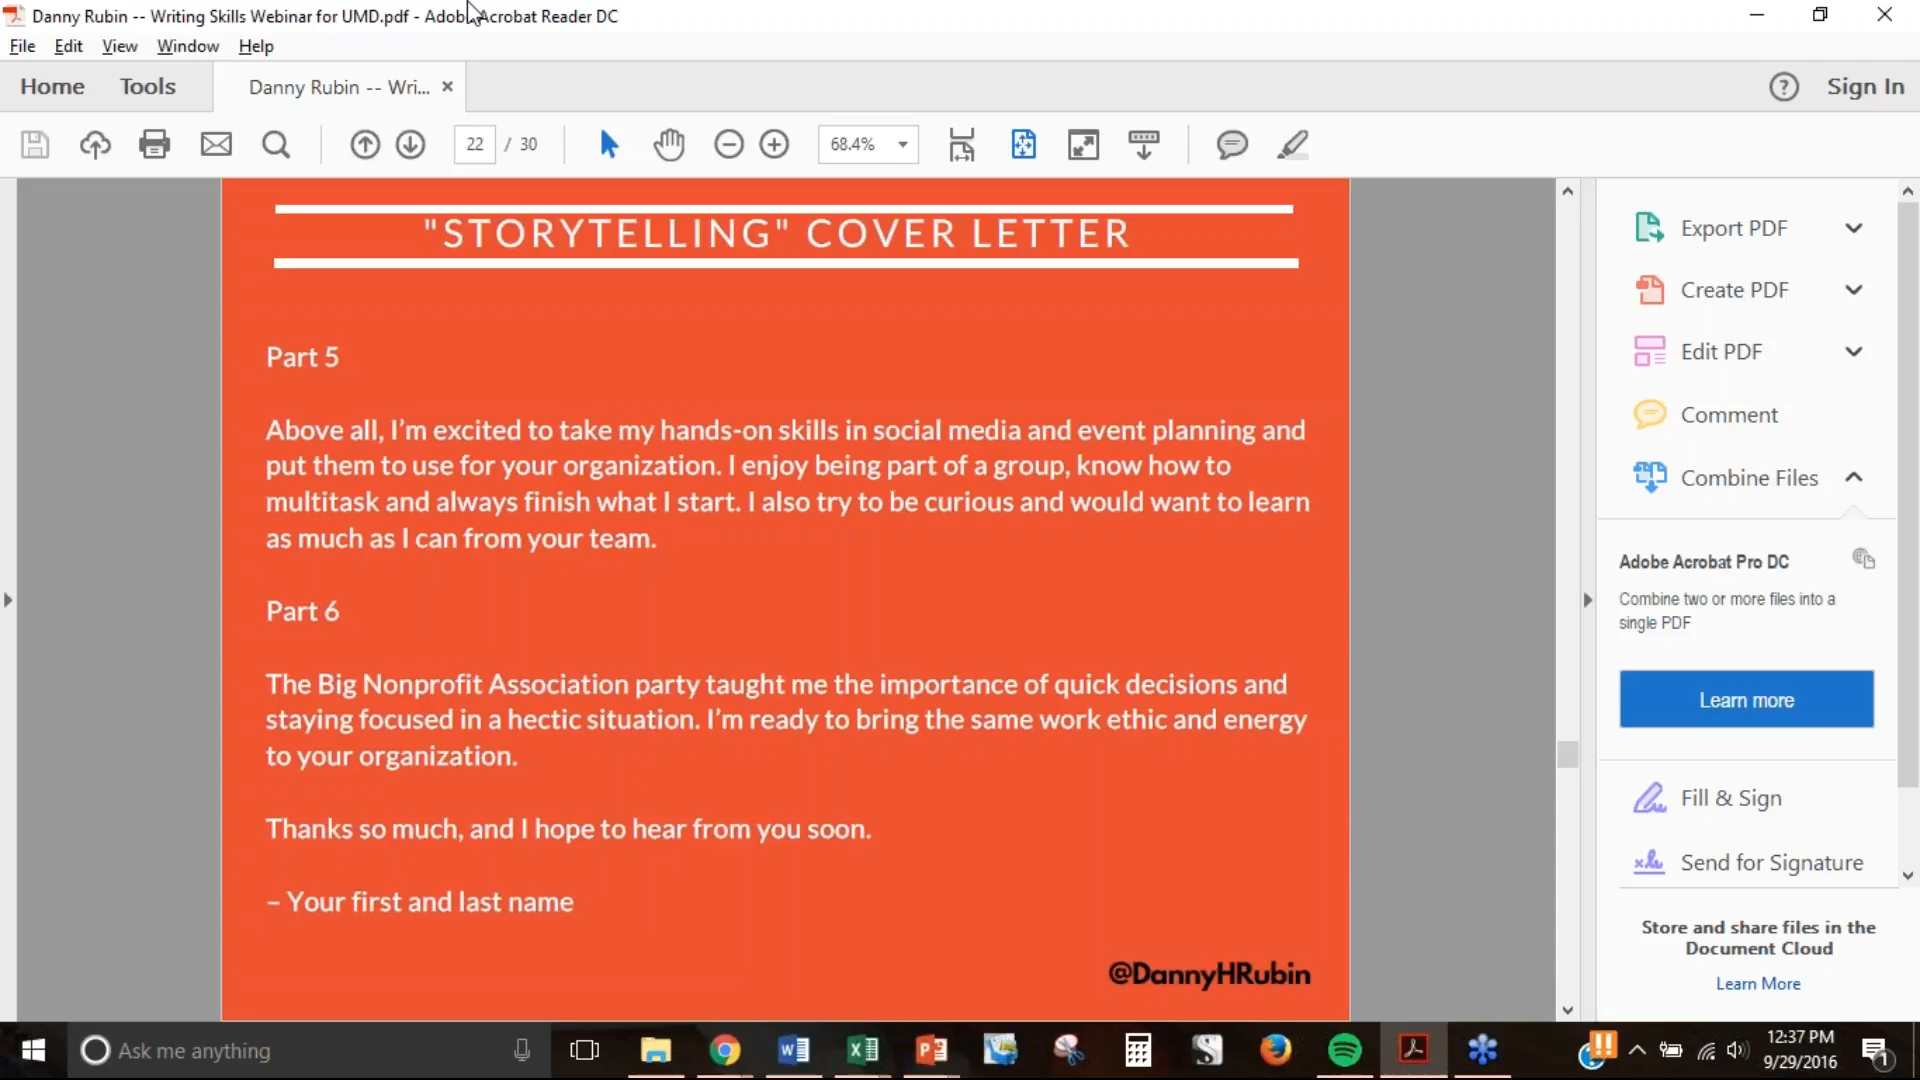 Danny Rubin -- Writing Skills Webinar for UMD.pdf - Adobe Acrobat Reader DC
File Edit View Window Help
Home Tools Danny Rubin -- Wri... Sign In
22 / 30 68.4%
"STORYTELLING" COVER LETTER
Part 5
Above all, I'm excited to take my hands-on skills in social media and event planning and
put them to use for your organization. I enjoy being part of a group, know how to
multitask and always finish what I start. I also try to be curious and would want to learn
as much as I can from your team.
Part 6
The Big Nonprofit Association party taught me the importance of quick decisions and
staying focused in a hectic situation. I'm ready to bring the same work ethic and energy
to your organization.
Thanks so much, and I hope to hear from you soon.
– Your first and last name
@DannyHRubin
Export PDF
Create PDF
Edit PDF
Comment
Combine Files
Adobe Acrobat Pro DC
Combine two or more files into a
single PDF
Learn more
Fill & Sign
Send for Signature
Store and share files in the
Document Cloud
Learn More
Ask me anything
12:37 PM
9/29/2016
1